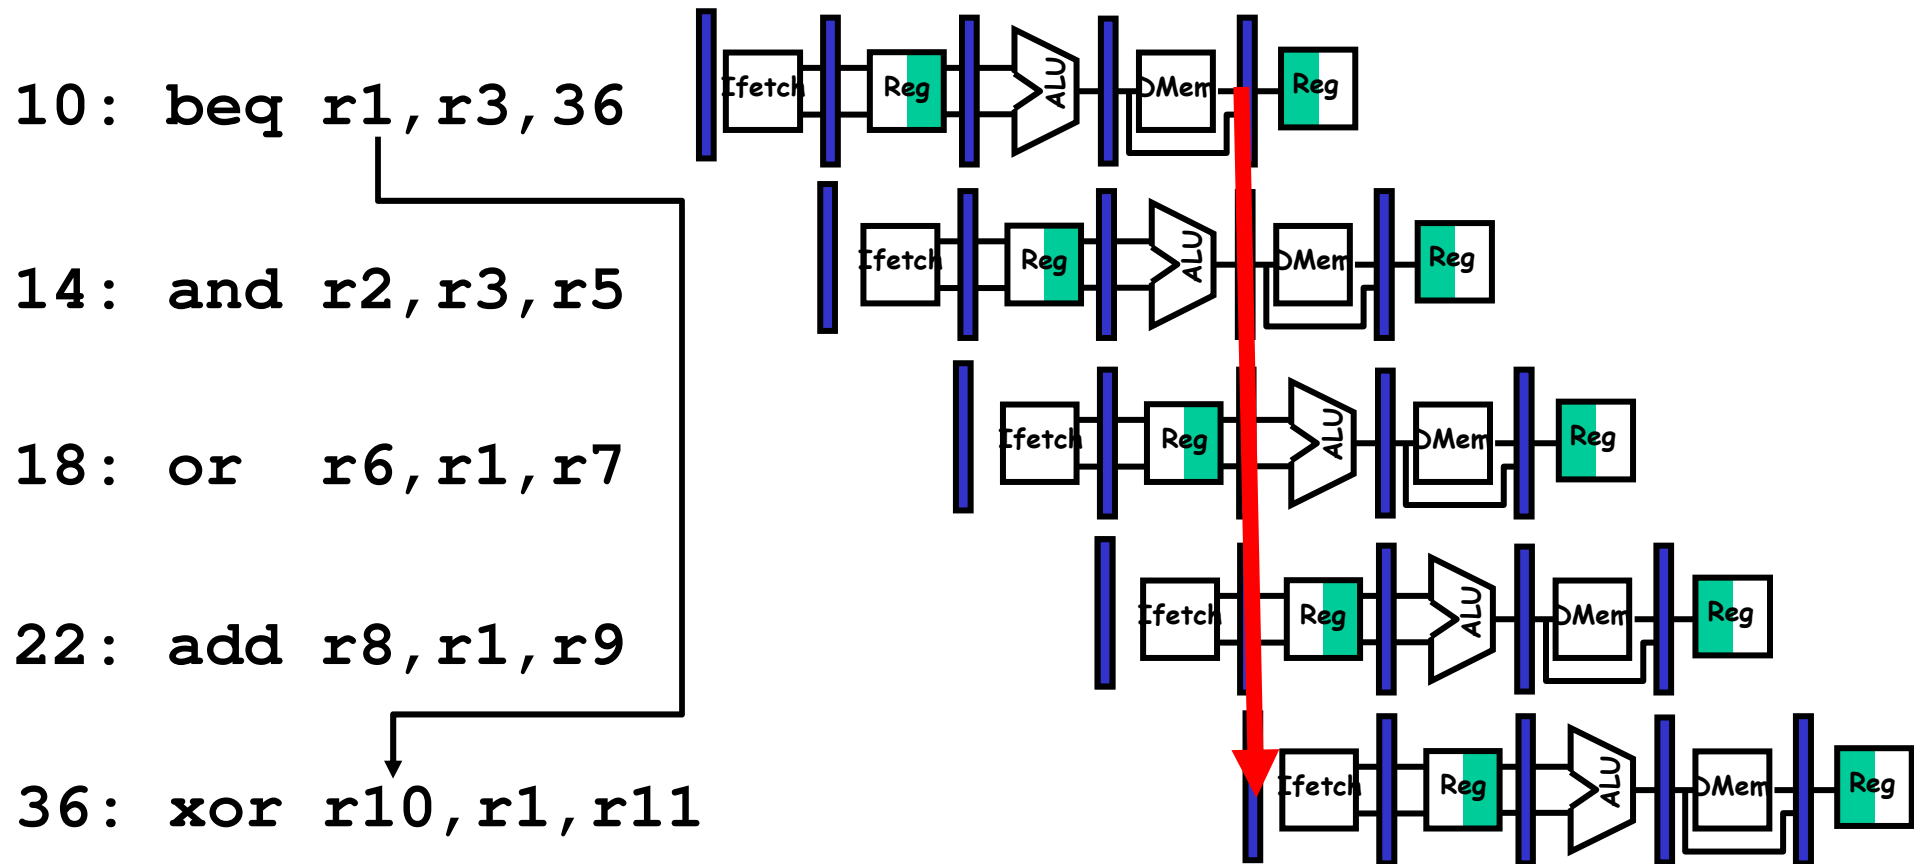 10: beq r1,r3,36 Ifetch Reg ALU DMem Reg
14: and r2,r3,r5 Ifetch Reg ALU DMem Reg
18: or r6,r1,r7 Ifetch Reg ALU DMem Reg
22: add r8,r1,r9 Ifetch Reg ALU DMem Reg
36: xor r10,r1,r11 Ifetch Reg ALU DMem Reg